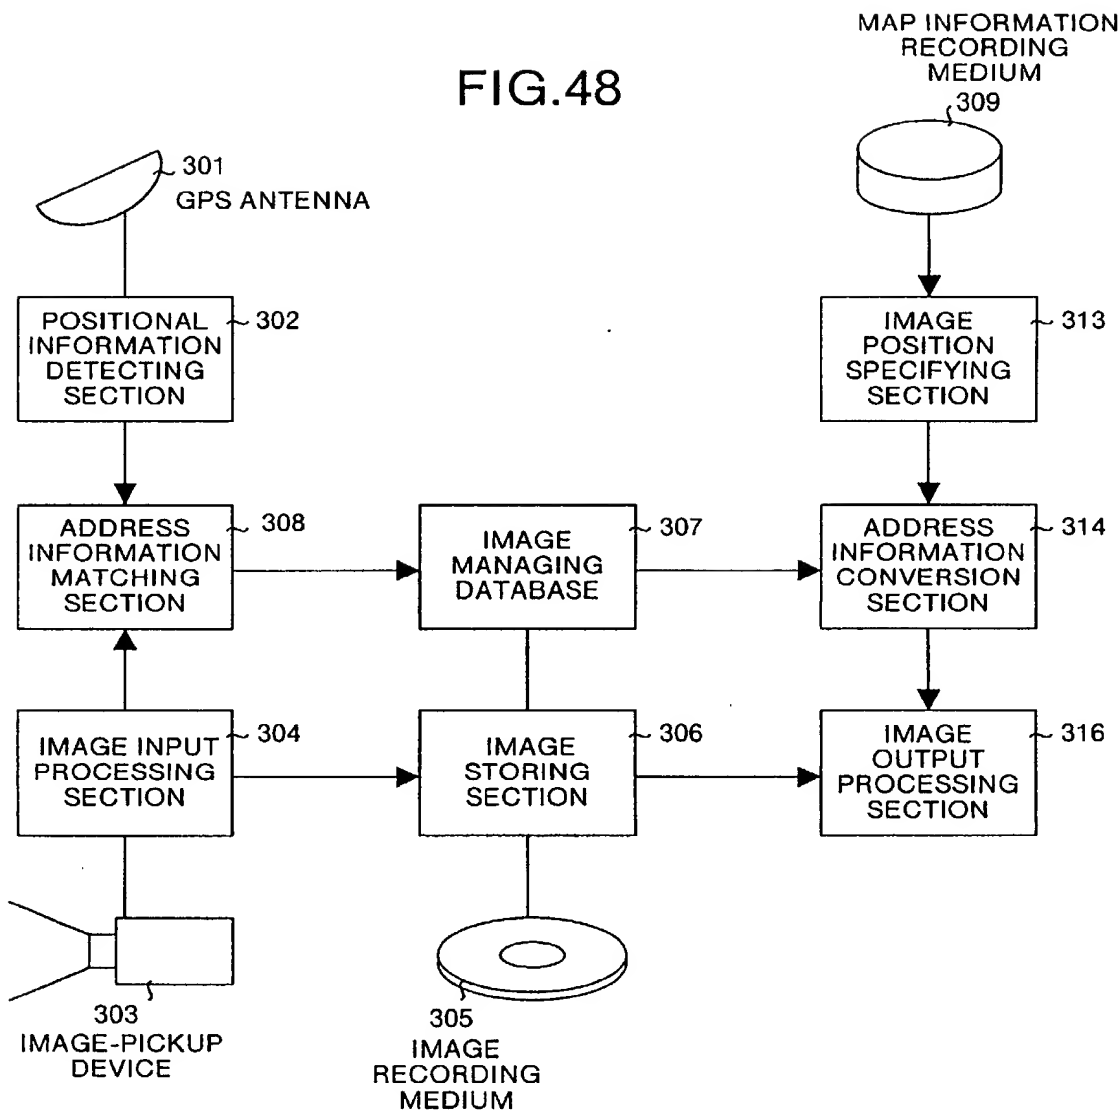 MAP INFORMATION
RECORDING
MEDIUM
309
FIG.48
301
GPS ANTENNA
POSITIONAL
INFORMATION
DETECTING
SECTION
302
IMAGE
POSITION
SPECIFYING
SECTION
313
ADDRESS
INFORMATION
MATCHING
SECTION
308
IMAGE
MANAGING
DATABASE
307
ADDRESS
INFORMATION
CONVERSION
SECTION
314
IMAGE INPUT
PROCESSING
SECTION
304
IMAGE
STORING
SECTION
306
IMAGE
OUTPUT
PROCESSING
SECTION
316
303
IMAGE-PICKUP
DEVICE
305
IMAGE
RECORDING
MEDIUM